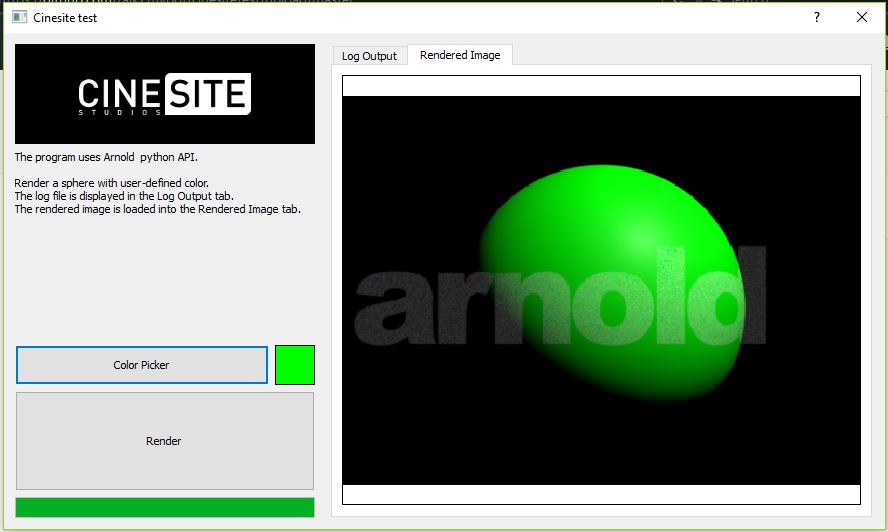 Cinesite test
?
CINESITE
STUDIOS
The program uses Arnold  python API.
Render a sphere with user-defined color.
The log file is displayed in the Log Output tab.
The rendered image is loaded into the Rendered Image tab.
Color Picker
Render
Log Output
Rendered Image
arnold